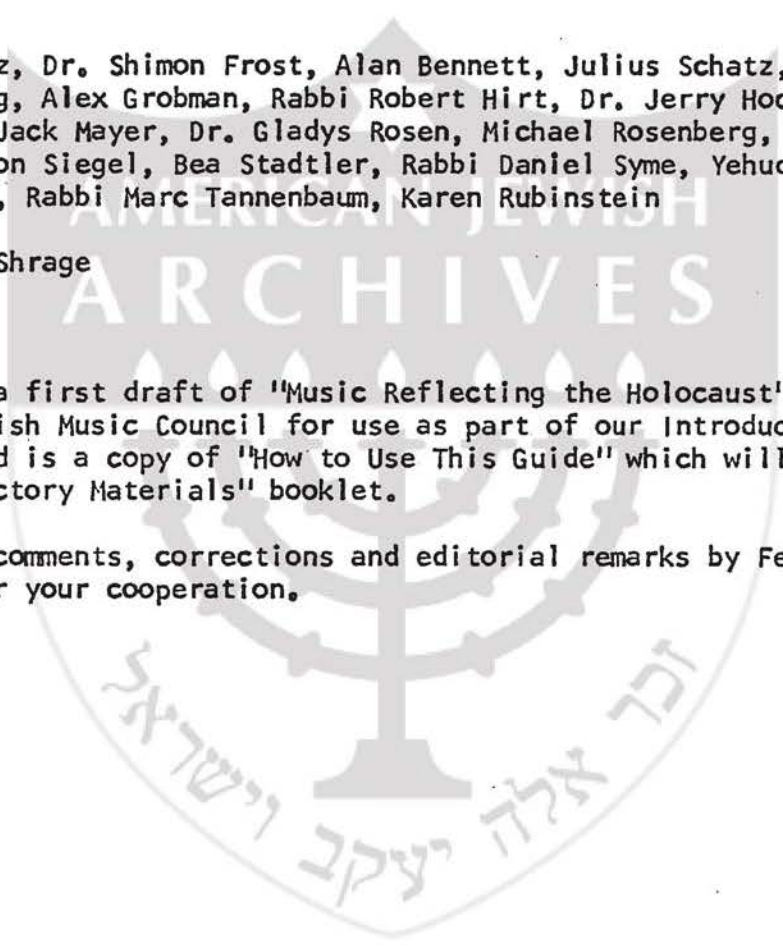 z, Dr. Shimon Frost, Alan Bennett, Julius Schatz,
g, Alex Grobman, Rabbi Robert Hirt, Dr. Jerry Hoc
Jack Mayer, Dr. Gladys Rosen, Michael Rosenberg,
on Siegel, Bea Stadtler, Rabbi Daniel Syme, Yehuc
, Rabbi Marc Tannenbaum, Karen Rubinstein
AMERICAN JEWISH
Shrage
ARCHIVES
a first draft of "Music Reflecting the Holocaust'
ish Music Council for use as part of our Introduc
d is a copy of "How to Use This Guide" which will
ctory Materials" booklet.
comments, corrections and editorial remarks by Fe
r your cooperation.
זכר אלה יעקב וישראל